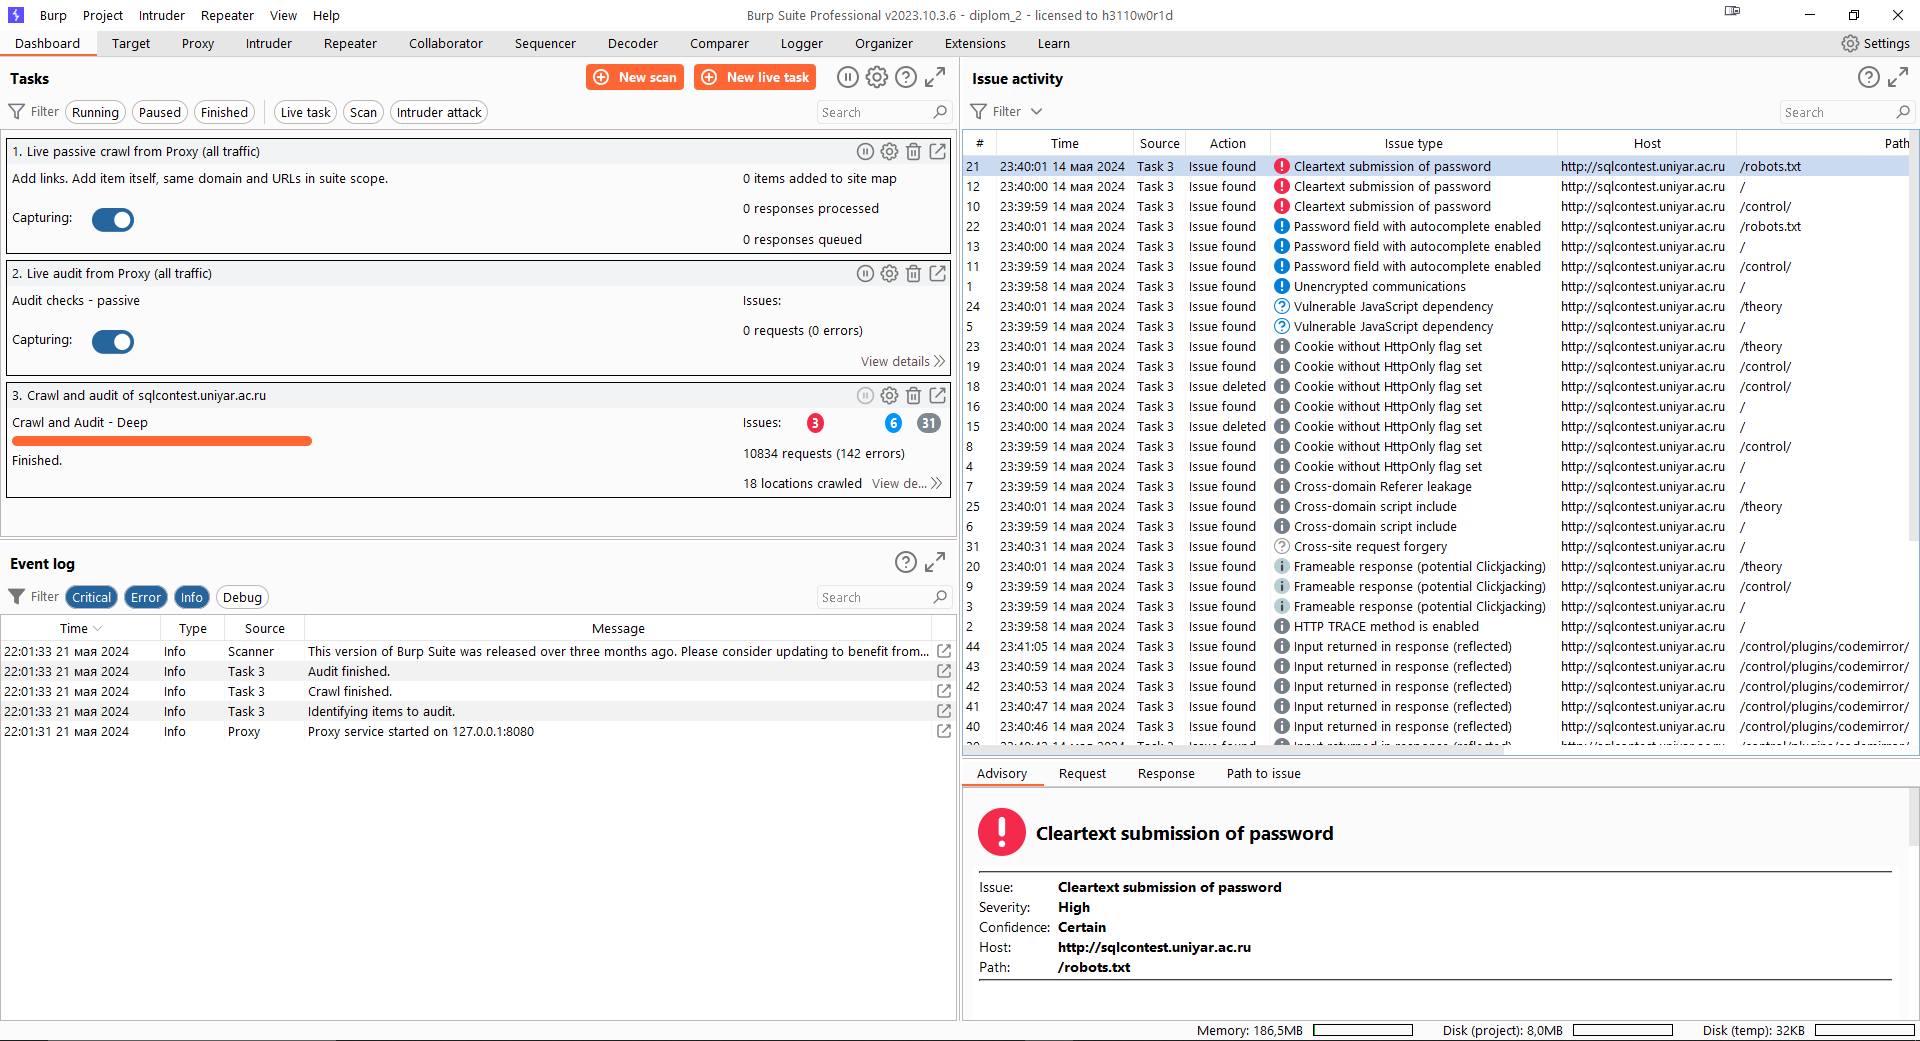 Burp Project Intruder Repeater View Help
Burp Suite Professional v2023.10.3.6 - diplom_2 - licensed to h3110w0r1d
Dashboard Target Proxy Intruder Repeater Collaborator Sequencer Decoder Comparer Logger Organizer Extensions Learn Settings
Tasks New scan New live task
Filter Running Paused Finished Live task Scan Intruder attack Search
1. Live passive crawl from Proxy (all traffic)
Add links. Add item itself, same domain and URLs in suite scope. 0 items added to site map
0 responses processed
Capturing:
0 responses queued
2. Live audit from Proxy (all traffic)
Audit checks - passive Issues:
0 requests (0 errors)
Capturing:
View details
3. Crawl and audit of sqlcontest.uniyar.ac.ru
Crawl and Audit - Deep Issues: 3 6 31
10834 requests (142 errors)
Finished.
18 locations crawled View de...
Event log
Filter Critical Error Info Debug Search
Time Type Source Message
22:01:33 21 мая 2024 Info Scanner This version of Burp Suite was released over three months ago. Please consider updating to benefit from...
22:01:33 21 мая 2024 Info Task 3 Audit finished.
22:01:33 21 мая 2024 Info Task 3 Crawl finished.
22:01:33 21 мая 2024 Info Task 3 Identifying items to audit.
22:01:31 21 мая 2024 Info Proxy Proxy service started on 127.0.0.1:8080
Issue activity
Filter Search
# Time Source Action Issue type Host Path
21 23:40:01 14 мая 2024 Task 3 Issue found Cleartext submission of password http://sqlcontest.uniyar.ac.ru /robots.txt
12 23:40:00 14 мая 2024 Task 3 Issue found Cleartext submission of password http://sqlcontest.uniyar.ac.ru /
10 23:39:59 14 мая 2024 Task 3 Issue found Cleartext submission of password http://sqlcontest.uniyar.ac.ru /control/
22 23:40:01 14 мая 2024 Task 3 Issue found Password field with autocomplete enabled http://sqlcontest.uniyar.ac.ru /robots.txt
13 23:40:00 14 мая 2024 Task 3 Issue found Password field with autocomplete enabled http://sqlcontest.uniyar.ac.ru /
11 23:39:59 14 мая 2024 Task 3 Issue found Password field with autocomplete enabled http://sqlcontest.uniyar.ac.ru /control/
1 23:39:58 14 мая 2024 Task 3 Issue found Unencrypted communications http://sqlcontest.uniyar.ac.ru /
24 23:40:01 14 мая 2024 Task 3 Issue found Vulnerable JavaScript dependency http://sqlcontest.uniyar.ac.ru /theory
5 23:39:59 14 мая 2024 Task 3 Issue found Vulnerable JavaScript dependency http://sqlcontest.uniyar.ac.ru /
23 23:40:01 14 мая 2024 Task 3 Issue found Cookie without HttpOnly flag set http://sqlcontest.uniyar.ac.ru /theory
19 23:40:01 14 мая 2024 Task 3 Issue found Cookie without HttpOnly flag set http://sqlcontest.uniyar.ac.ru /control/
18 23:40:01 14 мая 2024 Task 3 Issue deleted Cookie without HttpOnly flag set http://sqlcontest.uniyar.ac.ru /control/
16 23:40:00 14 мая 2024 Task 3 Issue found Cookie without HttpOnly flag set http://sqlcontest.uniyar.ac.ru /
15 23:40:00 14 мая 2024 Task 3 Issue deleted Cookie without HttpOnly flag set http://sqlcontest.uniyar.ac.ru /
8 23:39:59 14 мая 2024 Task 3 Issue found Cookie without HttpOnly flag set http://sqlcontest.uniyar.ac.ru /control/
4 23:39:59 14 мая 2024 Task 3 Issue found Cookie without HttpOnly flag set http://sqlcontest.uniyar.ac.ru /
7 23:39:59 14 мая 2024 Task 3 Issue found Cross-domain Referer leakage http://sqlcontest.uniyar.ac.ru /
25 23:40:01 14 мая 2024 Task 3 Issue found Cross-domain script include http://sqlcontest.uniyar.ac.ru /theory
6 23:39:59 14 мая 2024 Task 3 Issue found Cross-domain script include http://sqlcontest.uniyar.ac.ru /
31 23:40:31 14 мая 2024 Task 3 Issue found Cross-site request forgery http://sqlcontest.uniyar.ac.ru /
20 23:40:01 14 мая 2024 Task 3 Issue found Frameable response (potential Clickjacking) http://sqlcontest.uniyar.ac.ru /theory
9 23:39:59 14 мая 2024 Task 3 Issue found Frameable response (potential Clickjacking) http://sqlcontest.uniyar.ac.ru /control/
3 23:39:59 14 мая 2024 Task 3 Issue found Frameable response (potential Clickjacking) http://sqlcontest.uniyar.ac.ru /
2 23:39:58 14 мая 2024 Task 3 Issue found HTTP TRACE method is enabled http://sqlcontest.uniyar.ac.ru /
44 23:41:05 14 мая 2024 Task 3 Issue found Input returned in response (reflected) http://sqlcontest.uniyar.ac.ru /control/plugins/codemirror/
43 23:40:59 14 мая 2024 Task 3 Issue found Input returned in response (reflected) http://sqlcontest.uniyar.ac.ru /control/plugins/codemirror/
42 23:40:53 14 мая 2024 Task 3 Issue found Input returned in response (reflected) http://sqlcontest.uniyar.ac.ru /control/plugins/codemirror/
41 23:40:47 14 мая 2024 Task 3 Issue found Input returned in response (reflected) http://sqlcontest.uniyar.ac.ru /control/plugins/codemirror/
40 23:40:46 14 мая 2024 Task 3 Issue found Input returned in response (reflected) http://sqlcontest.uniyar.ac.ru /control/plugins/codemirror/
Advisory Request Response Path to issue
Cleartext submission of password
Issue: Cleartext submission of password
Severity: High
Confidence: Certain
Host: http://sqlcontest.uniyar.ac.ru
Path: /robots.txt
Memory: 186,5MB Disk (project): 8,0MB Disk (temp): 32KB